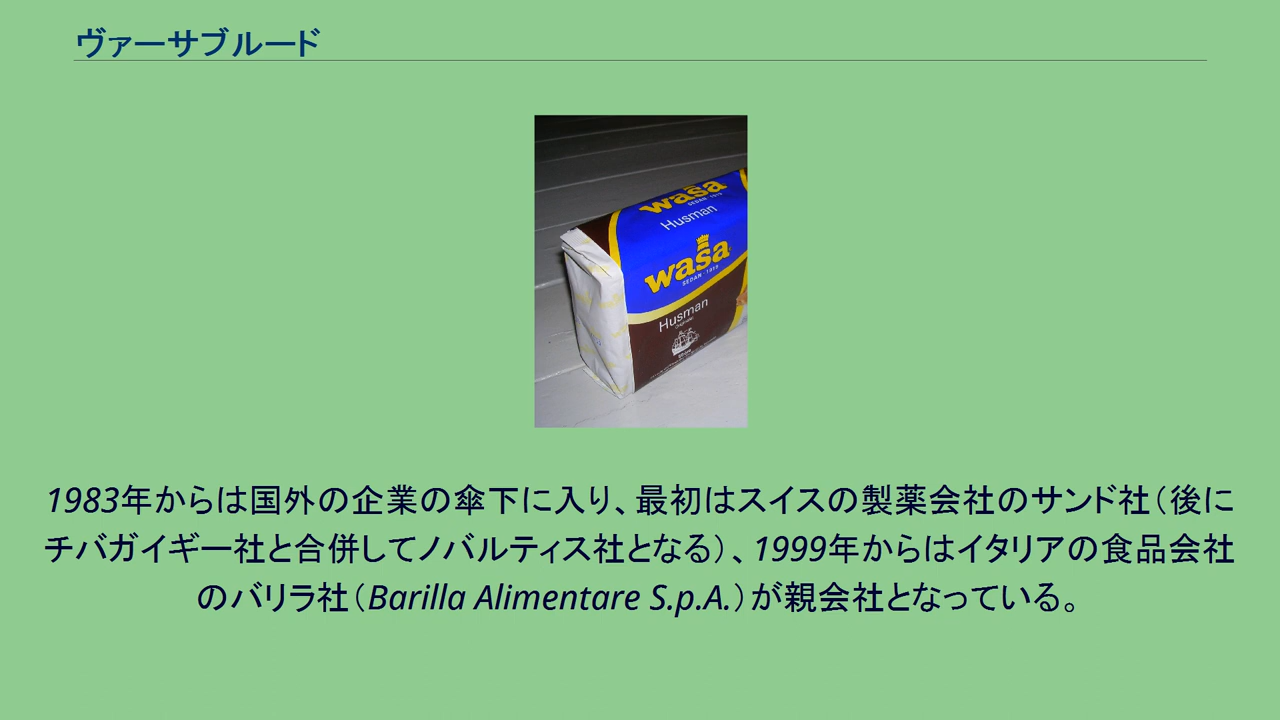 ヴァーサブルード
wasa
SEDAN 1919
Husman
wasa
SEDAN · 1919
Husman
1983年からは国外の企業の傘下に入り、最初はスイスの製薬会社のサンド社（後に
チバガイギー社と合併してノバルティス社となる）、1999年からはイタリアの食品会社
のバリラ社（Barilla Alimentare S.p.A.）が親会社となっている。